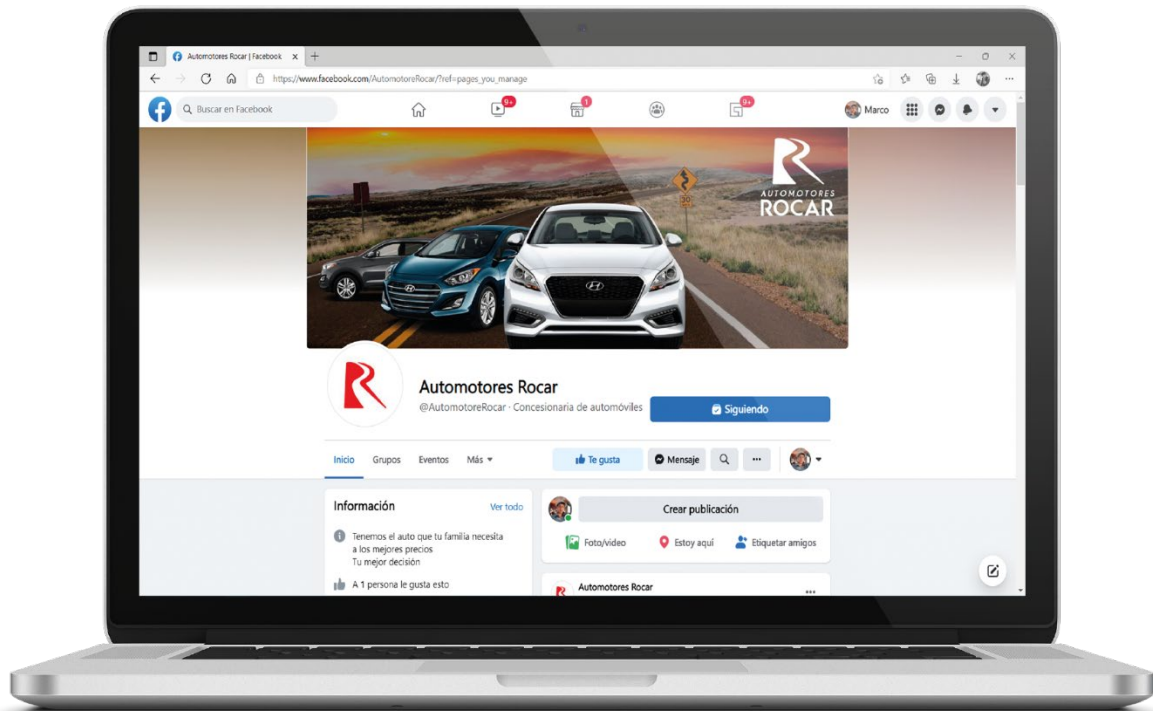 Automotores Rocar | Facebook
https://www.facebook.com/AutomotoreRocar/?ref=pages_you_manage
Buscar en Facebook
9+
1
9+
Marco
AUTOMOTORES
ROCAR
Automotores Rocar
@AutomotoreRocar · Concesionaria de automóviles
Siguiendo
Inicio Grupos Eventos Más
Te gusta Mensaje
Información Ver todo
Crear publicación
Tenemos el auto que tu familia necesita
a los mejores precios
Tu mejor decisión
Foto/video Estoy aquí Etiquetar amigos
A 1 persona le gusta esto
Automotores Rocar